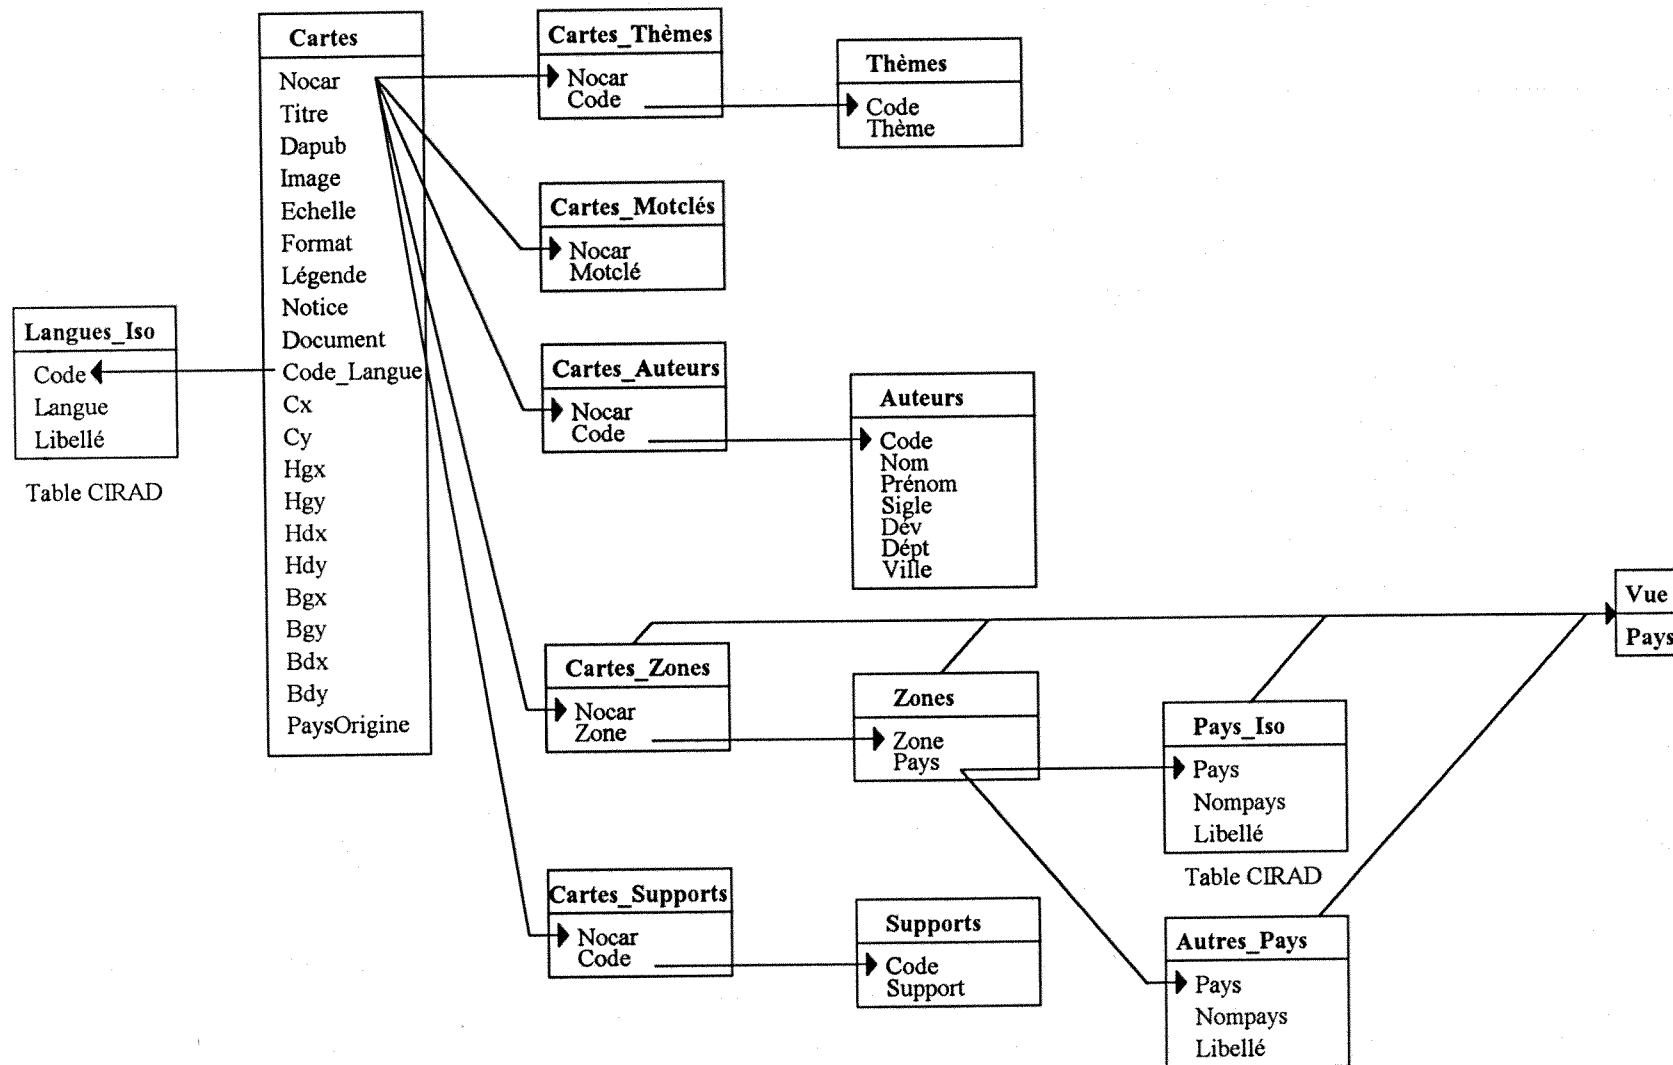 Cartes
Nocar
Titre
Dapub
Image
Echelle
Format
Légende
Notice
Document
Code_Langue
Cx
Cy
Hgx
Hgy
Hdx
Hdy
Bgx
Bgy
Bdx
Bdy
PaysOrigine
Langues_Iso
Code
Langue
Libellé
Table CIRAD
Cartes_Thèmes
Nocar
Code
Thèmes
Code
Thème
Cartes_Motclés
Nocar
Motclé
Cartes_Auteurs
Nocar
Code
Auteurs
Code
Nom
Prénom
Sigle
Dév
Dépt
Ville
Cartes_Zones
Nocar
Zone
Zones
Zone
Pays
Pays_Iso
Pays
Nompays
Libellé
Table CIRAD
Vue
Pays
Cartes_Supports
Nocar
Code
Supports
Code
Support
Autres_Pays
Pays
Nompays
Libellé